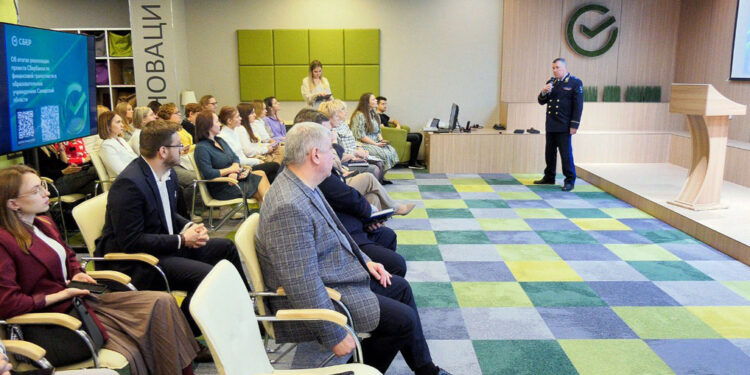 СБЕР
Об итогах реализации
проекта Сбербанка по
финансовой грамотности в
образовательных
учреждениях Самарской
области
НОВАЦИ